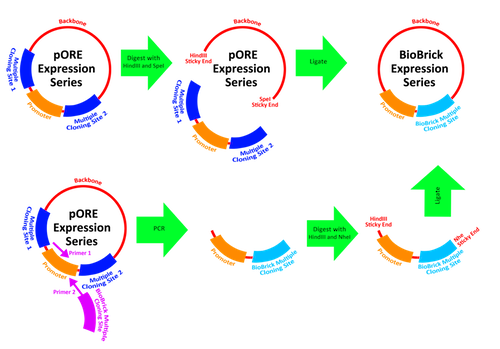 Backbone
pORE
Expression
Series
Multiple
Cloning Site 1
Promoter
Multiple
Cloning Site 2
Digest with
HindIII and SpeI
Backbone
HindIII
Sticky End
pORE
Expression
Series
SpeI
Sticky End
Multiple
Cloning Site 1
Promoter
Multiple
Cloning Site 2
Ligate
Backbone
BioBrick
Expression
Series
Promoter
BioBrick Multiple
Cloning Site
Backbone
Multiple
Cloning Site 1
pORE
Expression
Series
Primer 1
Promoter
Multiple
Cloning Site 2
Primer 2
BioBrick Multiple
Cloning Site
PCR
Promoter
BioBrick Multiple
Cloning Site
Digest with
HindIII and NheI
HindIII
Sticky End
Promoter
BioBrick Multiple
Cloning Site
Nhe
Sticky End
Ligate